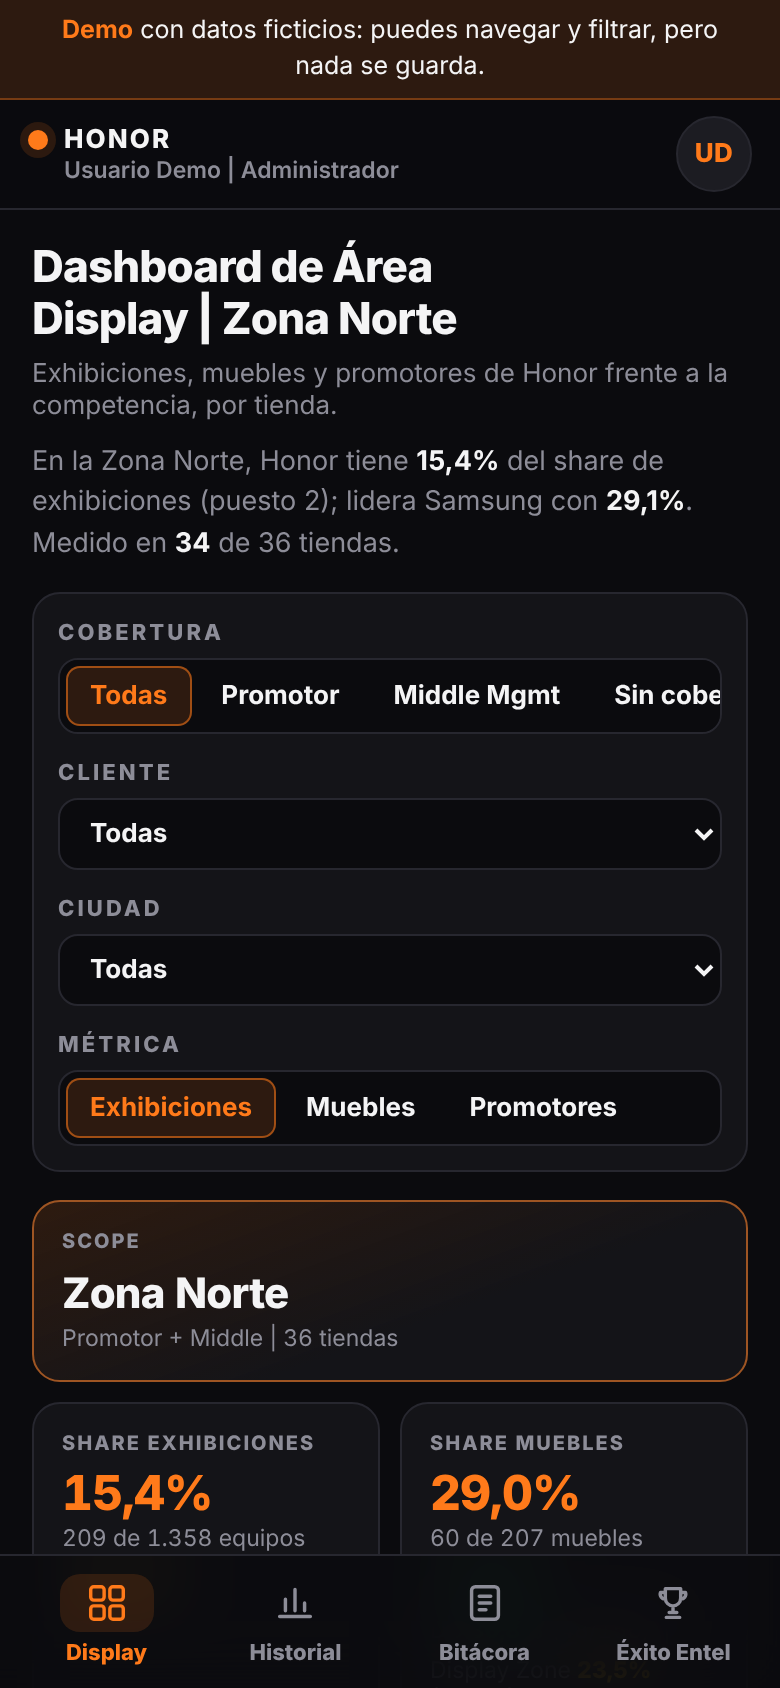 Demo con datos ficticios: puedes navegar y filtrar, pero
nada se guarda.
HONOR
Usuario Demo | Administrador
UD
Dashboard de Área
Display | Zona Norte
Exhibiciones, muebles y promotores de Honor frente a la
competencia, por tienda.
En la Zona Norte, Honor tiene 15,4% del share de
exhibiciones (puesto 2); lidera Samsung con 29,1%.
Medido en 34 de 36 tiendas.
COBERTURA
Todas Promotor Middle Mgmt Sin cobe
CLIENTE
Todas
CIUDAD
Todas
MÉTRICA
Exhibiciones Muebles Promotores
SCOPE
Zona Norte
Promotor + Middle | 36 tiendas
SHARE EXHIBICIONES
15,4%
209 de 1.358 equipos
SHARE MUEBLES
29,0%
60 de 207 muebles
Display Zone 23,5%
Display Historial Bitácora Éxito Entel